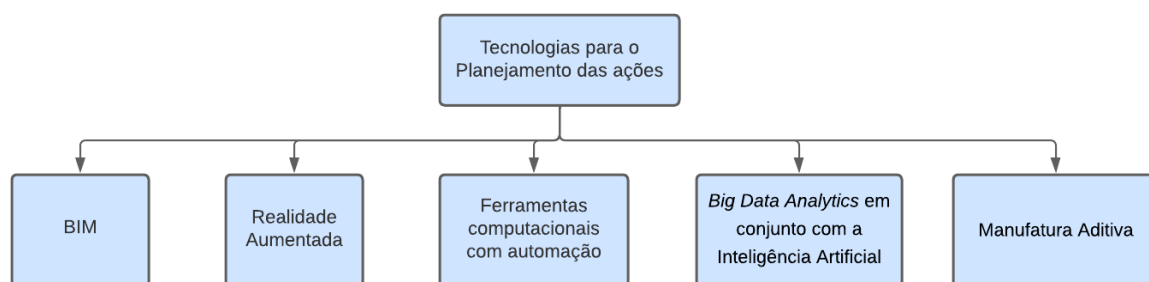 Tecnologias para o
Planejamento das ações
BIM
Realidade
Aumentada
Ferramentas
computacionais
com automação
Big Data Analytics em
conjunto com a
Inteligência Artificial
Manufatura Aditiva